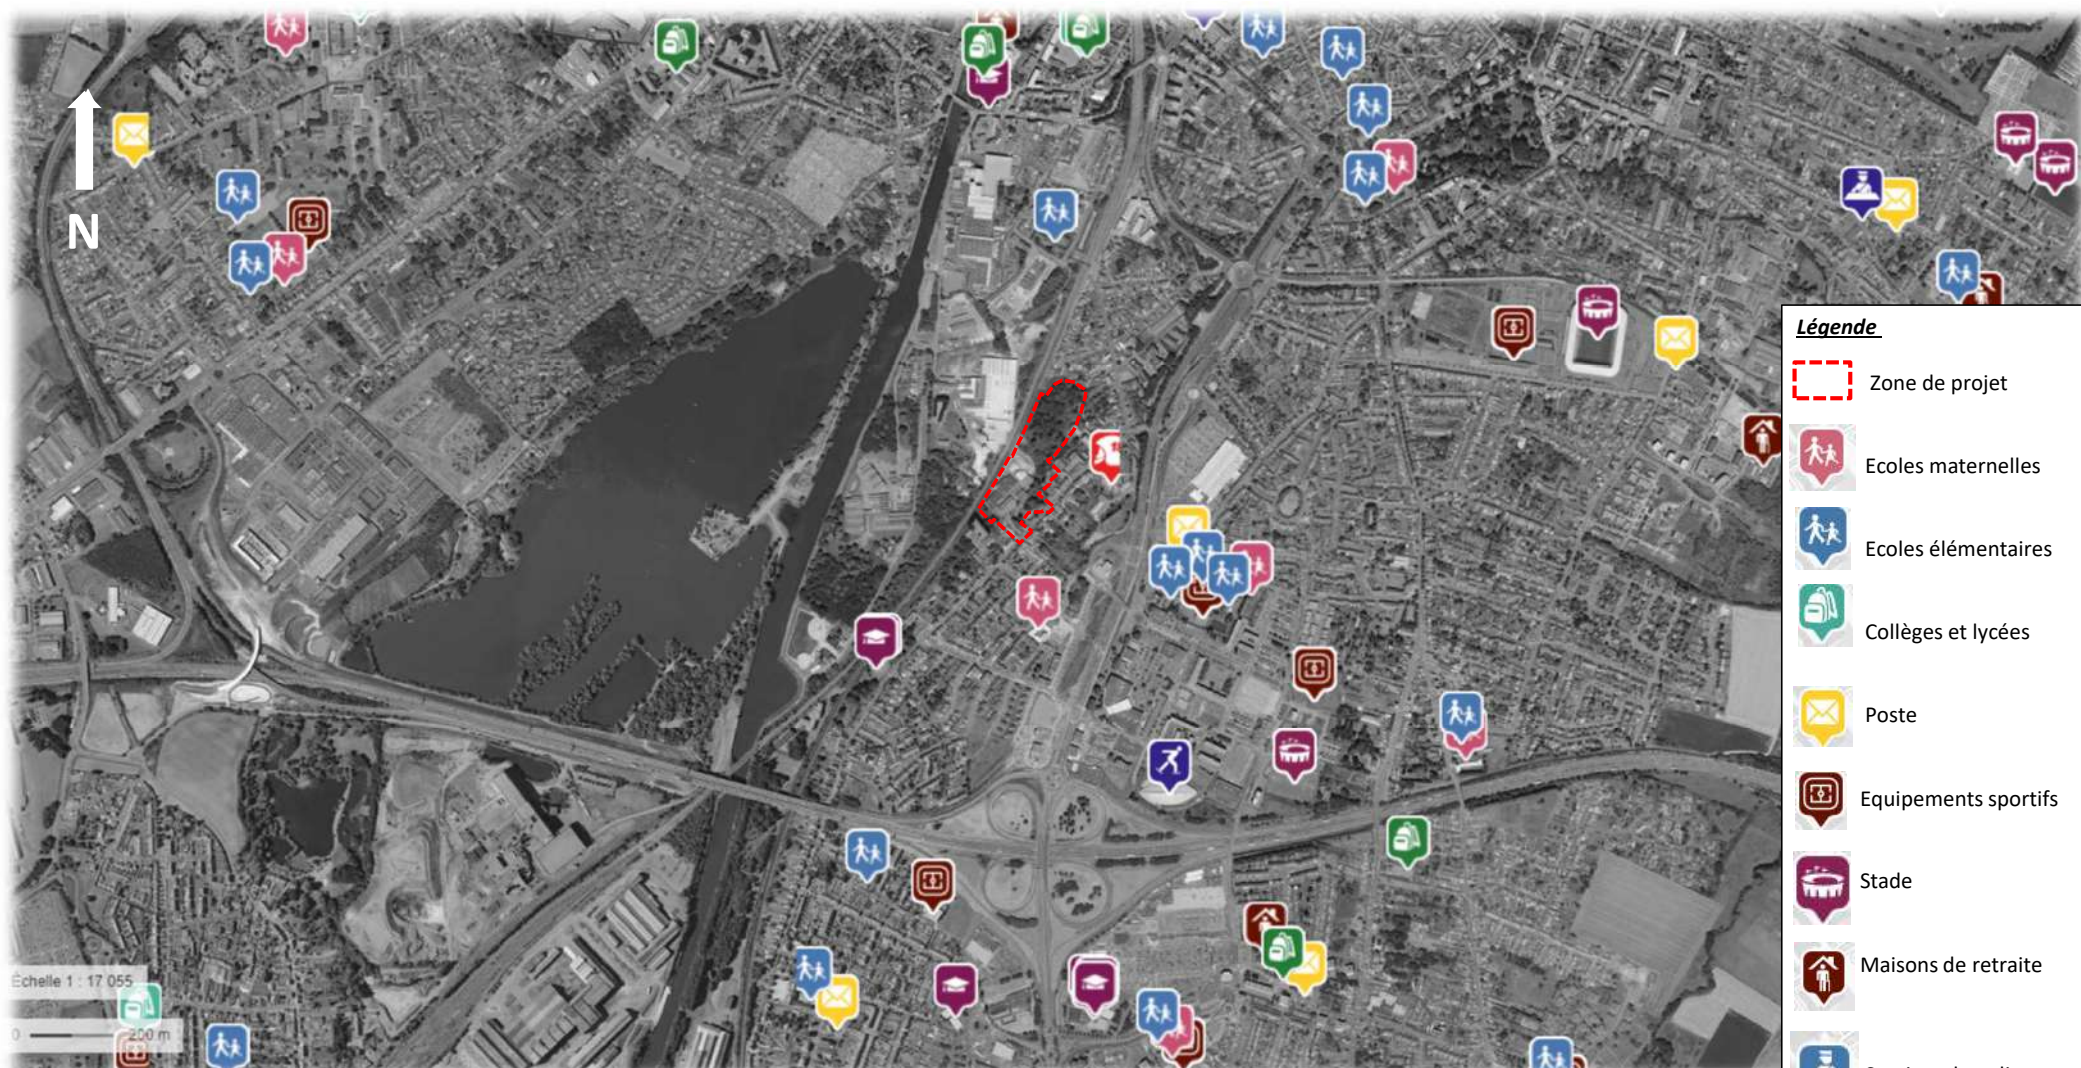 N
Légende
Zone de projet
Ecoles maternelles
Ecoles élémentaires
Collèges et lycées
Poste
Equipements sportifs
Stade
Maisons de retraite
Echelle 1 : 17 055
0 200 m